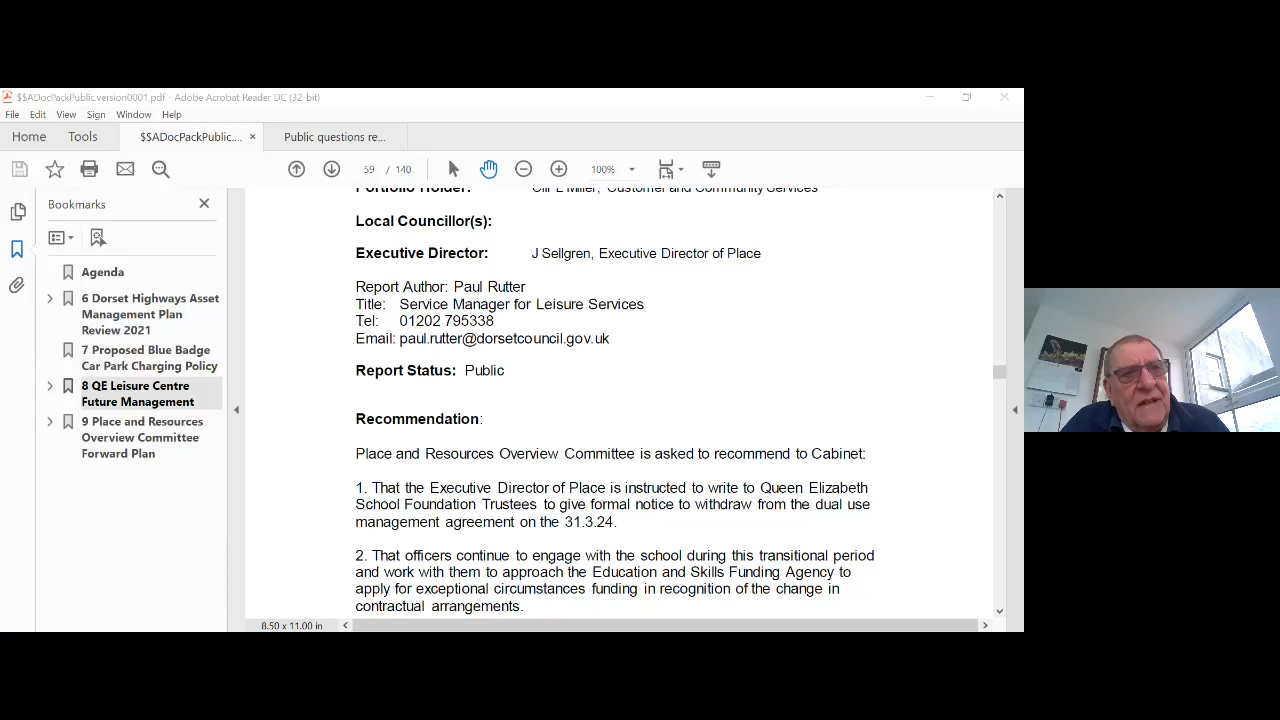 $$ADocPackPublic.version0001.pdf - Adobe Acrobat Reader DC (32-bit)
File Edit View Sign Window Help
Home Tools $$ADocPackPublic.... × Public questions re...
59 / 140 100%
Bookmarks
Agenda
6 Dorset Highways Asset
Management Plan
Review 2021
7 Proposed Blue Badge
Car Park Charging Policy
8 QE Leisure Centre
Future Management
9 Place and Resources
Overview Committee
Forward Plan
Portfolio Holder: Cllr L Miller, Customer and Community Services
Local Councillor(s):
Executive Director: J Sellgren, Executive Director of Place
Report Author: Paul Rutter
Title: Service Manager for Leisure Services
Tel: 01202 795338
Email: paul.rutter@dorsetcouncil.gov.uk
Report Status: Public
Recommendation:
Place and Resources Overview Committee is asked to recommend to Cabinet:
1. That the Executive Director of Place is instructed to write to Queen Elizabeth
School Foundation Trustees to give formal notice to withdraw from the dual use
management agreement on the 31.3.24.
2. That officers continue to engage with the school during this transitional period
and work with them to approach the Education and Skills Funding Agency to
apply for exceptional circumstances funding in recognition of the change in
contractual arrangements.
8.50 x 11.00 in